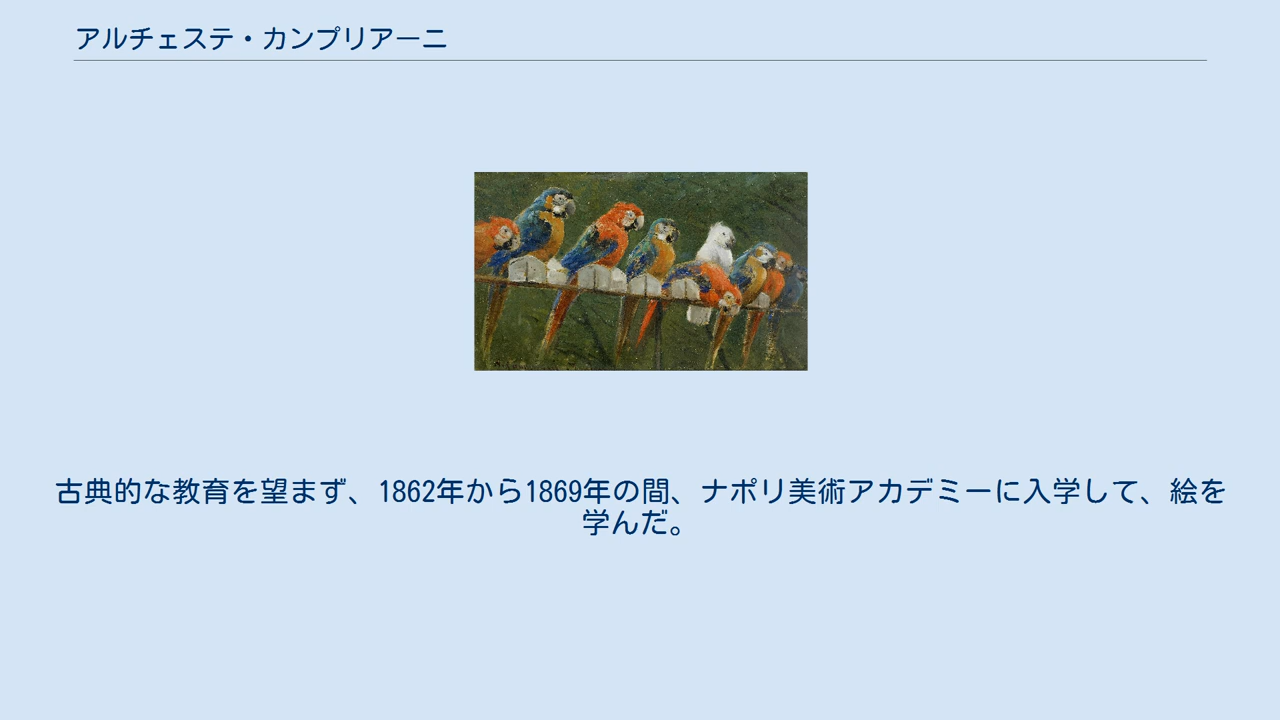 アルチェステ・カンプリアーニ
古典的な教育を望まず、1862年から1869年の間、ナポリ美術アカデミーに入学して、絵を
学んだ。